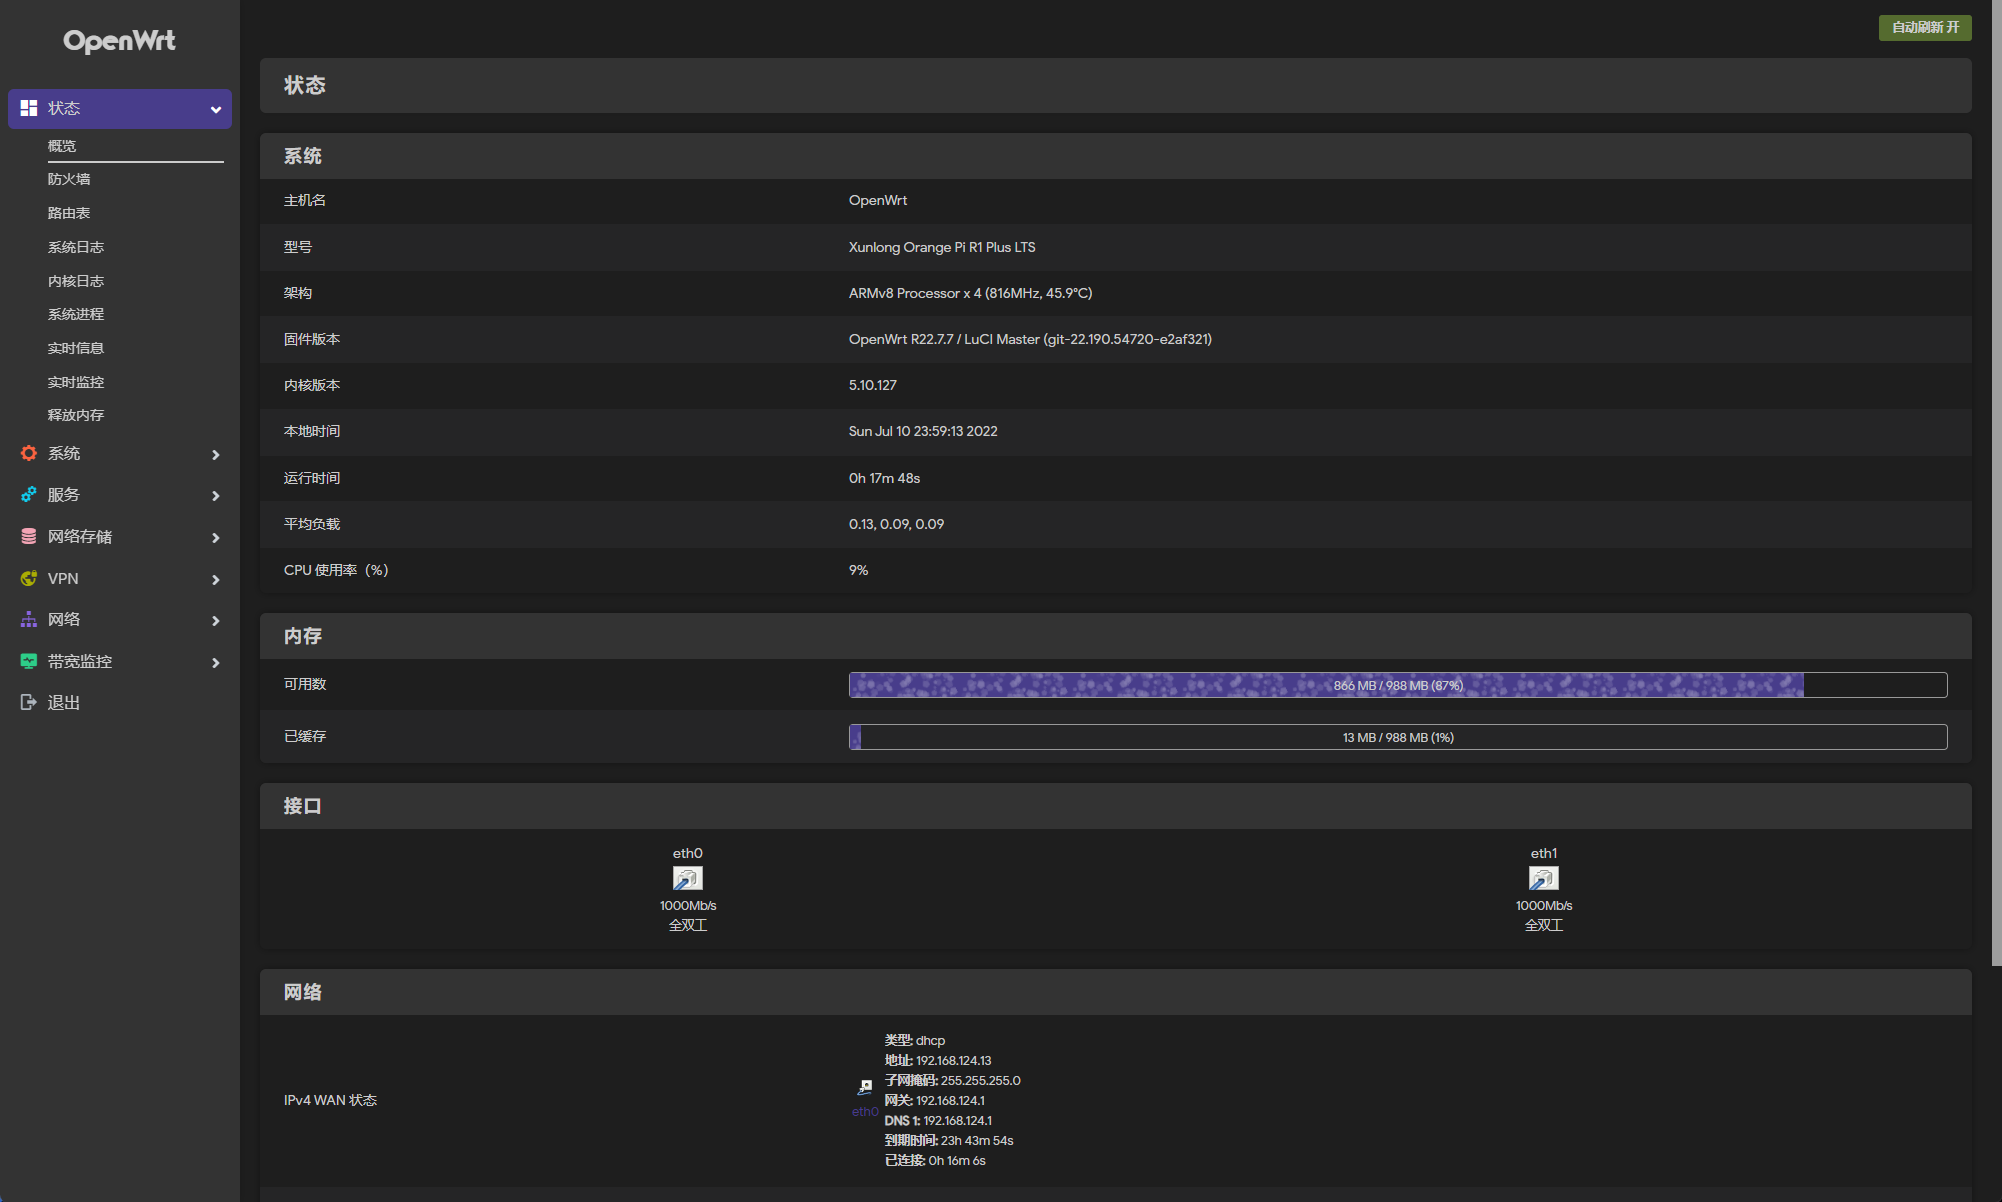 OpenWrt
自动刷新 开
状态
概览
防火墙
路由表
系统日志
内核日志
系统进程
实时信息
实时监控
释放内存
系统
服务
网络存储
VPN
网络
带宽监控
退出
状态
系统
主机名 OpenWrt
型号 Xunlong Orange Pi R1 Plus LTS
架构 ARMv8 Processor x 4 (816MHz, 45.9°C)
固件版本 OpenWrt R22.7.7 / LuCI Master (git-22.190.54720-e2af321)
内核版本 5.10.127
本地时间 Sun Jul 10 23:59:13 2022
运行时间 0h 17m 48s
平均负载 0.13, 0.09, 0.09
CPU 使用率（%） 9%
内存
可用数 866 MB / 988 MB (87%)
已缓存 13 MB / 988 MB (1%)
接口
eth0 eth1
1000Mb/s 1000Mb/s
全双工 全双工
网络
IPv4 WAN 状态
eth0
类型: dhcp
地址: 192.168.124.13
子网掩码: 255.255.255.0
网关: 192.168.124.1
DNS 1: 192.168.124.1
到期时间: 23h 43m 54s
已连接: 0h 16m 6s